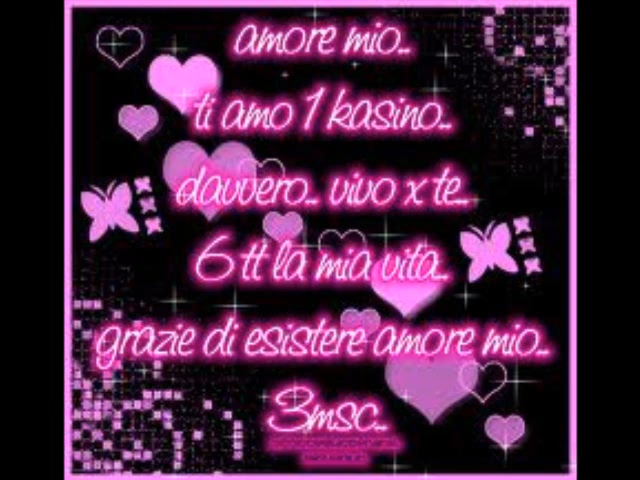 amore mio..
ti amo 1 kasino..
davvero.. vivo x te...
6 tt la mia vita..
grazie di esistere amore mio..
3msc..